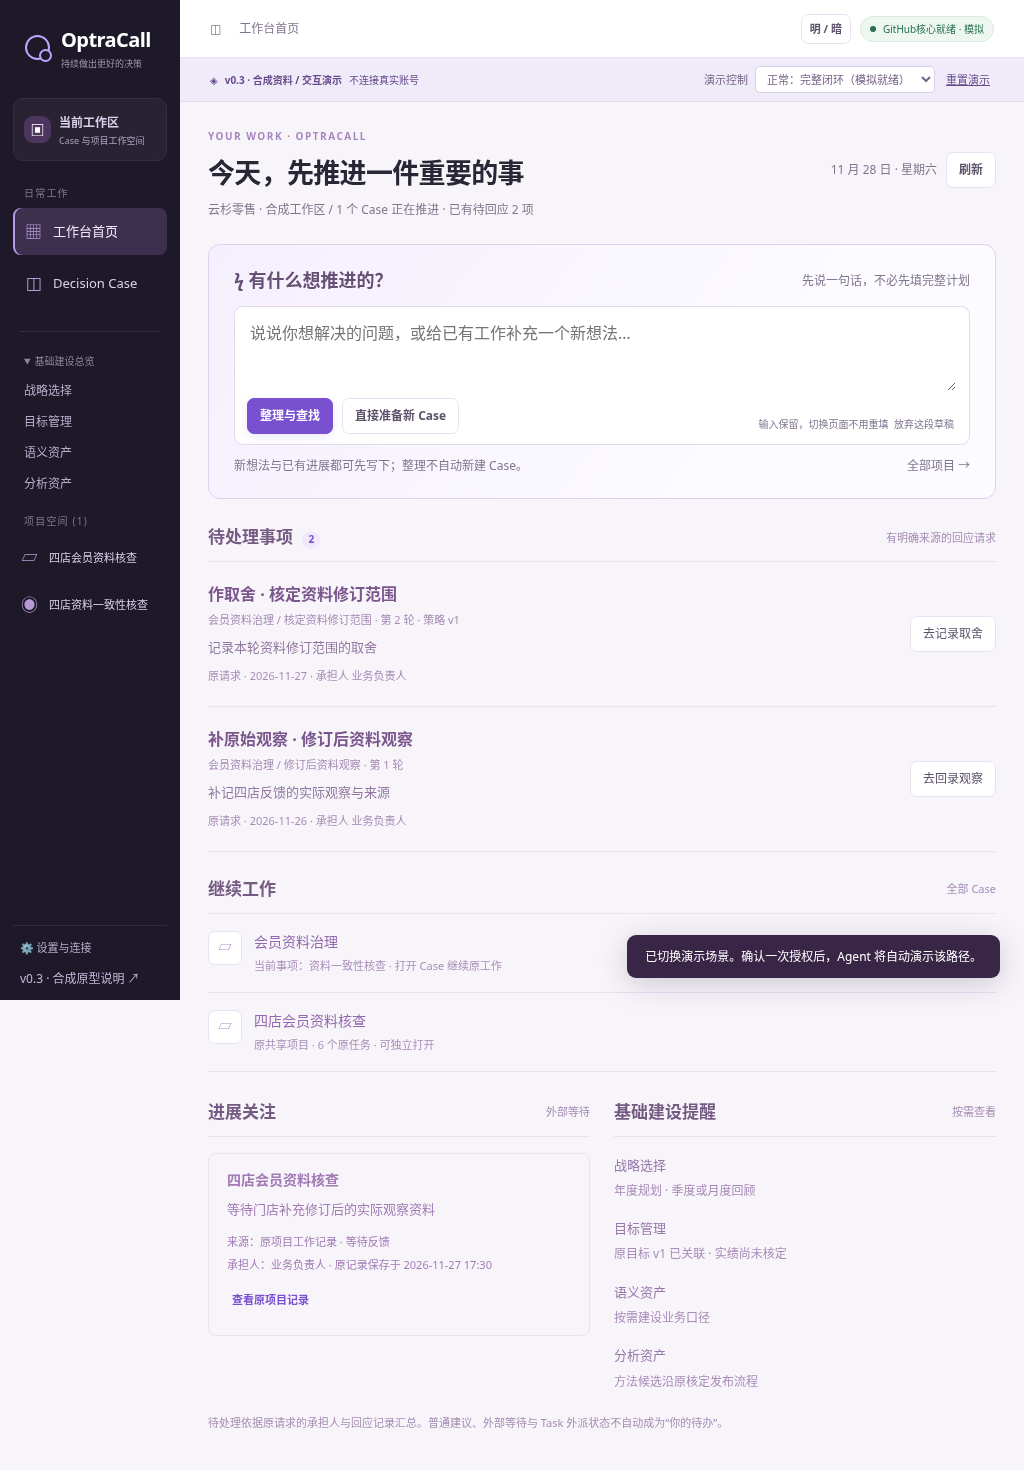 OptraCall
持续做出更好的决策
当前工作区
Case 与项目工作空间
日常工作
工作台首页
Decision Case
▼ 基础建设总览
战略选择
目标管理
语义资产
分析资产
项目空间 (1)
四店会员资料核查
四店资料一致性核查
⚙️ 设置与连接
v0.3 · 合成原型说明 ↗
工作台首页
明 / 暗
GitHub核心就绪 · 模拟
◈ v0.3 · 合成资料 / 交互演示 不连接真实账号
演示控制 正常：完整闭环（模拟就绪） 重置演示
YOUR WORK · OPTRACALL
今天，先推进一件重要的事
云杉零售 · 合成工作区 / 1 个 Case 正在推进 · 已有待回应 2 项
11 月 28 日 · 星期六 刷新
ϟ 有什么想推进的?
先说一句话，不必先填完整计划
说说你想解决的问题，或给已有工作补充一个新想法...
整理与查找 直接准备新 Case
输入保留，切换页面不用重填 放弃这段草稿
新想法与已有进展都可先写下；整理不自动新建 Case。
全部项目 →
待处理事项 2
有明确来源的回应请求
作取舍 · 核定资料修订范围
会员资料治理 / 核定资料修订范围 · 第 2 轮 · 策略 v1
记录本轮资料修订范围的取舍
原请求 · 2026-11-27 · 承担人 业务负责人
去记录取舍
补原始观察 · 修订后资料观察
会员资料治理 / 修订后资料观察 · 第 1 轮
补记四店反馈的实际观察与来源
原请求 · 2026-11-26 · 承担人 业务负责人
去回录观察
继续工作
全部 Case
会员资料治理
当前事项：资料一致性核查 · 打开 Case 继续原工作
已切换演示场景。确认一次授权后，Agent 将自动演示该路径。
四店会员资料核查
原共享项目 · 6 个原任务 · 可独立打开
进展关注
外部等待
四店会员资料核查
等待门店补充修订后的实际观察资料
来源：原项目工作记录 · 等待反馈
承担人：业务负责人 · 原记录保存于 2026-11-27 17:30
查看原项目记录
基础建设提醒
按需查看
战略选择
年度规划 · 季度或月度回顾
目标管理
原目标 v1 已关联 · 实绩尚未核定
语义资产
按需建设业务口径
分析资产
方法候选沿原核定发布流程
待处理依据原请求的承担人与回应记录汇总。普通建议、外部等待与 Task 外派状态不自动成为“你的待办”。